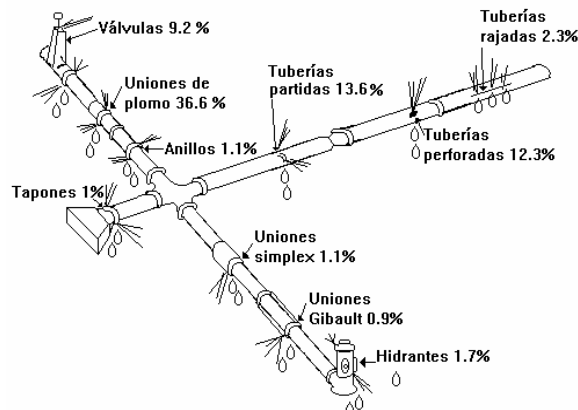 Válvulas 9.2 %
Tuberías
rajadas 2.3%
Uniones de
plomo 36.6 %
Tuberías
partidas 13.6%
Anillos 1.1%
Tuberías
perforadas 12.3%
Tapones 1%
Uniones
simplex 1.1%
Uniones
Gibault 0.9%
Hidrantes 1.7%